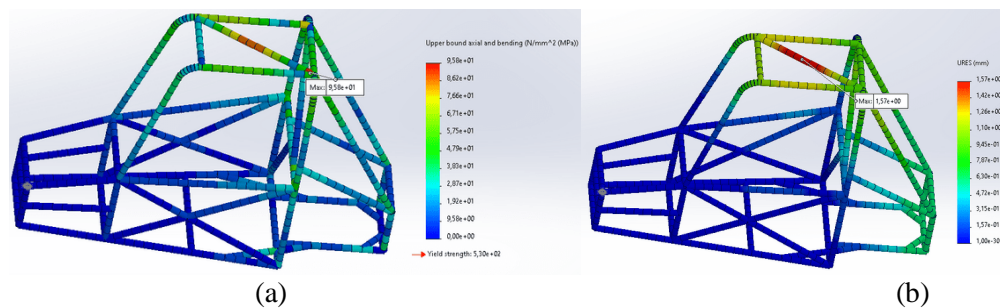 Upper bound axial and bending (N/mm^2 (MPa))
9,58e+01
8,62e+01
7,66e+01
6,71e+01
5,75e+01
4,79e+01
3,83e+01
2,87e+01
1,92e+01
9,58e+00
0,00e+00
Yield strength: 5,30e+02
Max: 9,58e+01
(a)
URES (mm)
1,57e+00
1,42e+00
1,26e+00
1,10e+00
9,45e-01
7,87e-01
6,30e-01
4,72e-01
3,15e-01
1,57e-01
1,00e-30
Max: 1,57e+00
(b)